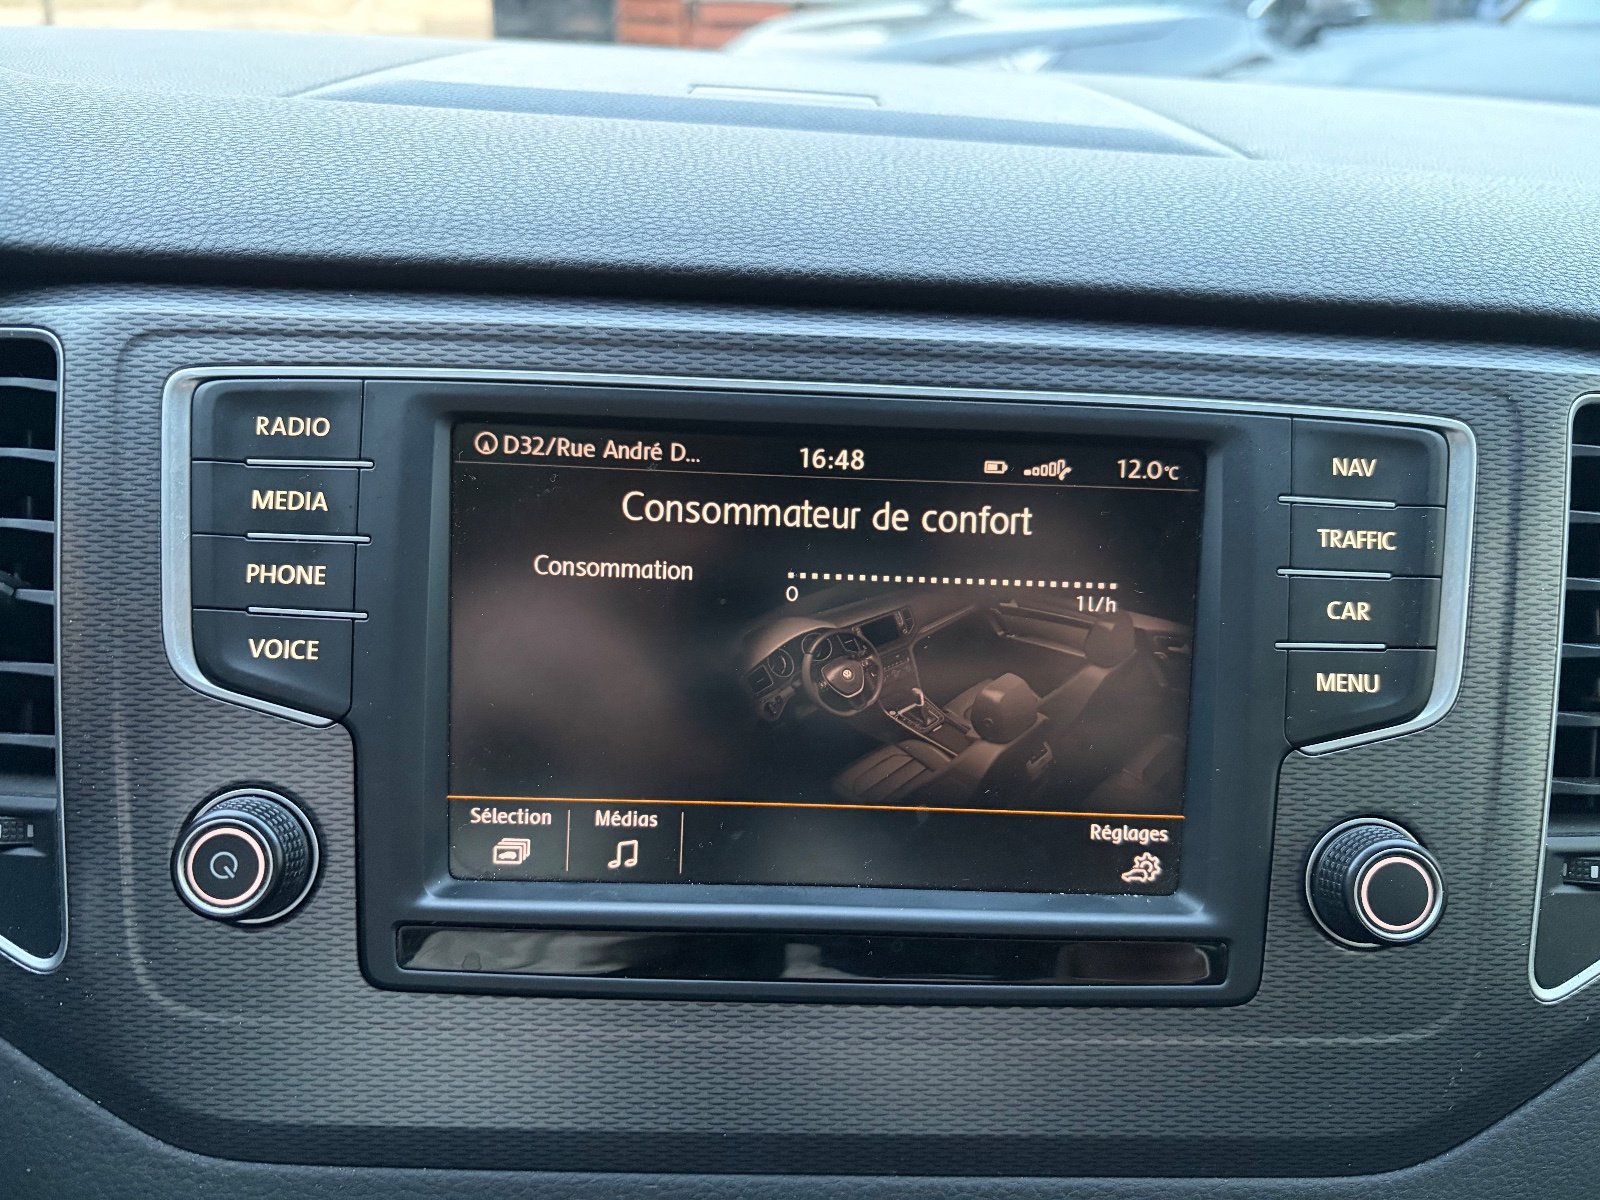 RADIO
MEDIA
PHONE
VOICE
D32/Rue André D...
16:48
12.0°C
Consommateur de confort
Consommation
0
1l/h
Sélection
Médias
Réglages
NAV
TRAFFIC
CAR
MENU